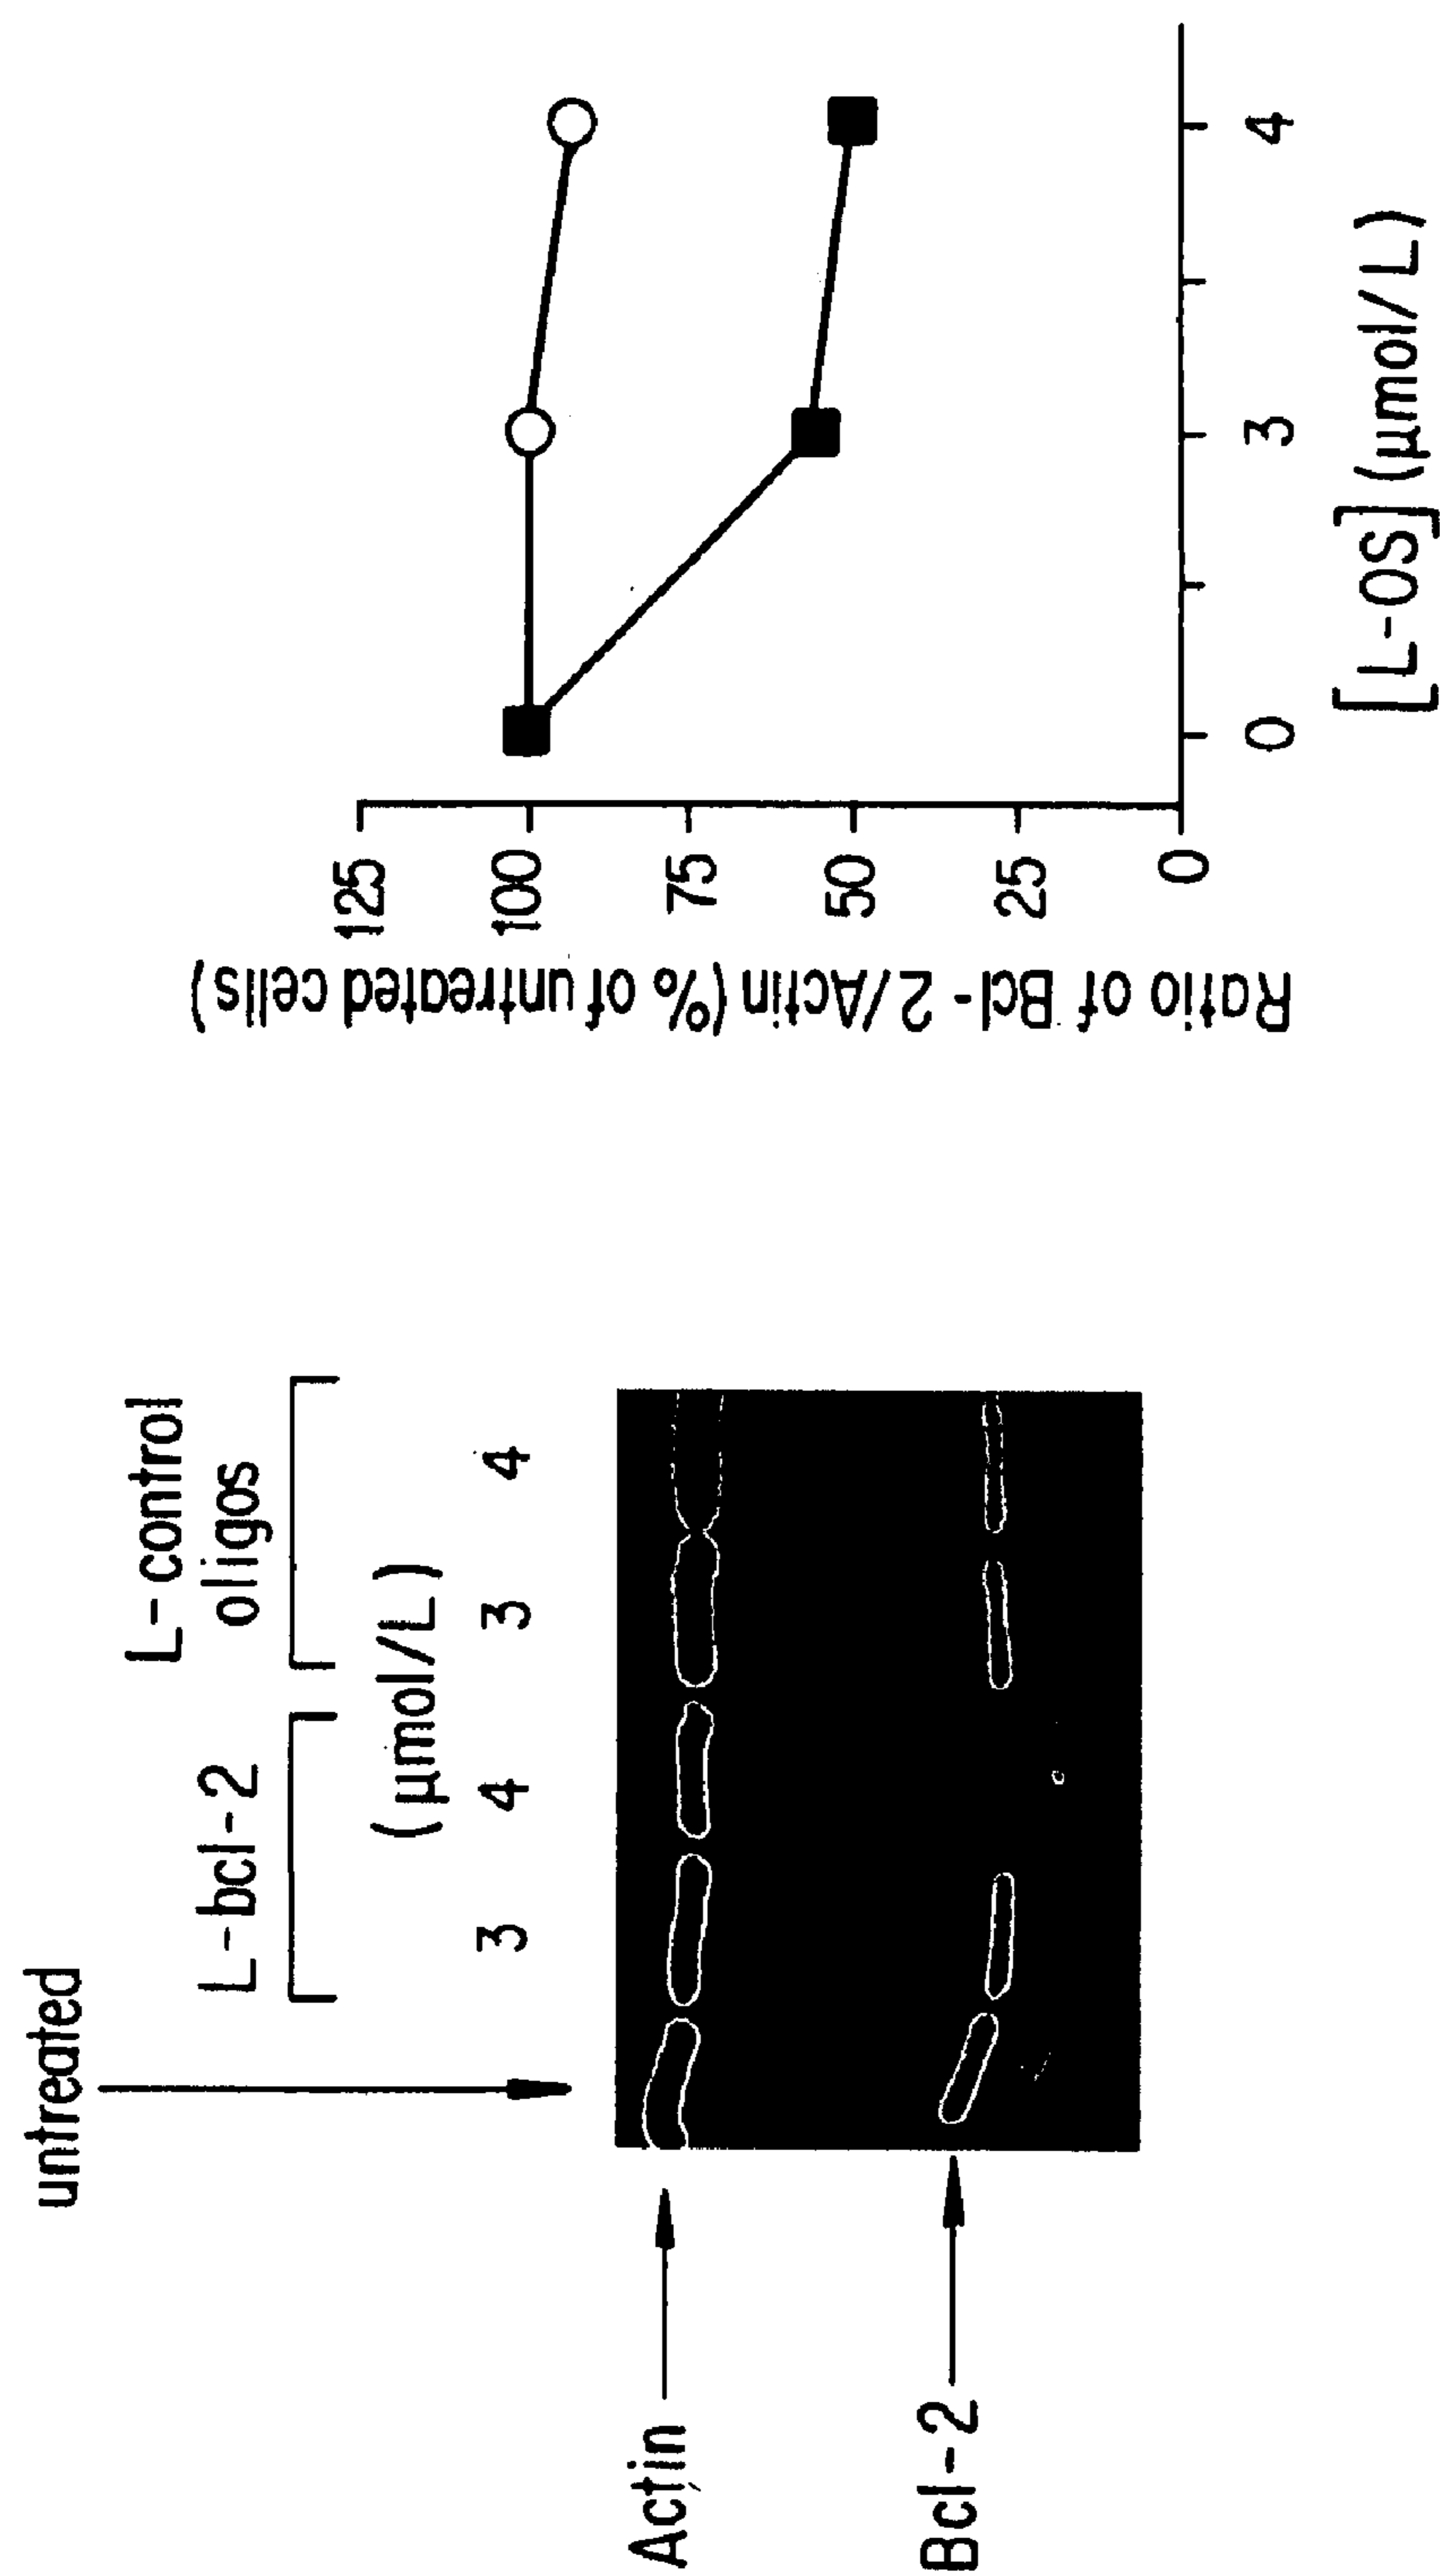 untreated
L-bcl-2
L-control
oligos
(µmol/L)
3 4 3 4
Actin
Bcl-2
Ratio of Bcl-2/Actin (% of untreated cells)
125
100
75
50
25
0
0 3 4
[L-OS] (µmol/L)